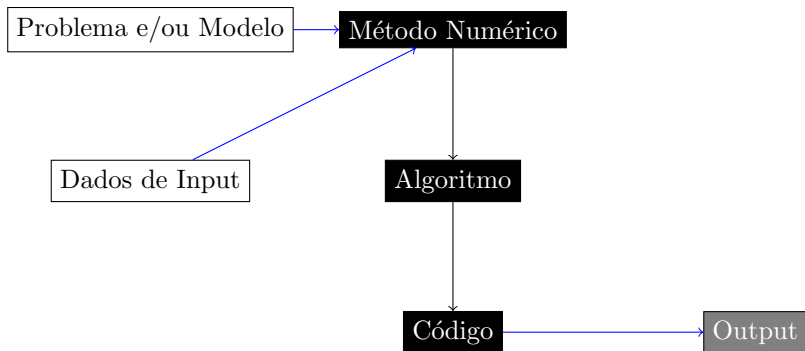 Problema e/ou Modelo
Método Numérico
Dados de Input
Algoritmo
Código
Output